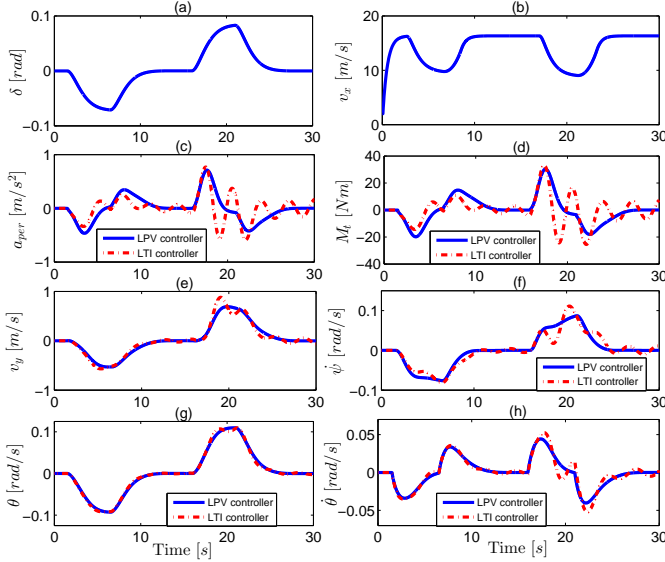 (a)
0.1
0
−0.1
δ [rad]
0 10 20 30
(b)
20
10
0
v_x [m/s]
0 10 20 30
(c)
1
0
−1
a_per [m/s²]
LPV controller
LTI controller
0 10 20 30
(d)
40
20
0
−20
−40
M_t [Nm]
LPV controller
LTI controller
0 10 20 30
(e)
1
0
−1
v_y [m/s]
0 10 20 30
(f)
0.1
0
−0.1
ψ̇ [rad/s]
LPV controller
LTI controller
0 10 20 30
(g)
0.1
0
−0.1
θ [rad/s]
LPV controller
LTI controller
0 10 20 30
Time [s]
(h)
0.05
0
−0.05
θ̇ [rad/s]
LPV controller
LTI controller
0 10 20 30
Time [s]